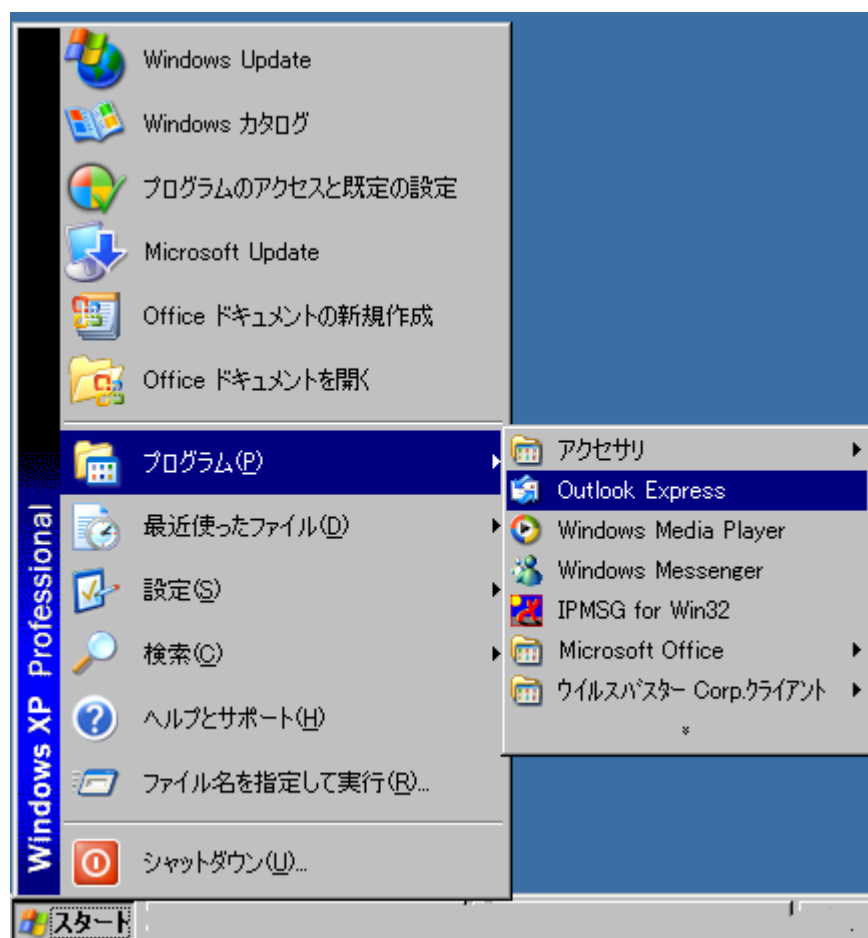 Windows Update
Windows カタログ
プログラムのアクセスと既定の設定
Microsoft Update
Office ドキュメントの新規作成
Office ドキュメントを開く
プログラム(P)
最近使ったファイル(D)
設定(S)
検索(C)
ヘルプとサポート(H)
ファイル名を指定して実行(R)...
シャットダウン(U)...
Windows XP Professional
アクセサリ
Outlook Express
Windows Media Player
Windows Messenger
IPMSG for Win32
Microsoft Office
ウイルスバスター Corp.クライアント
スタート